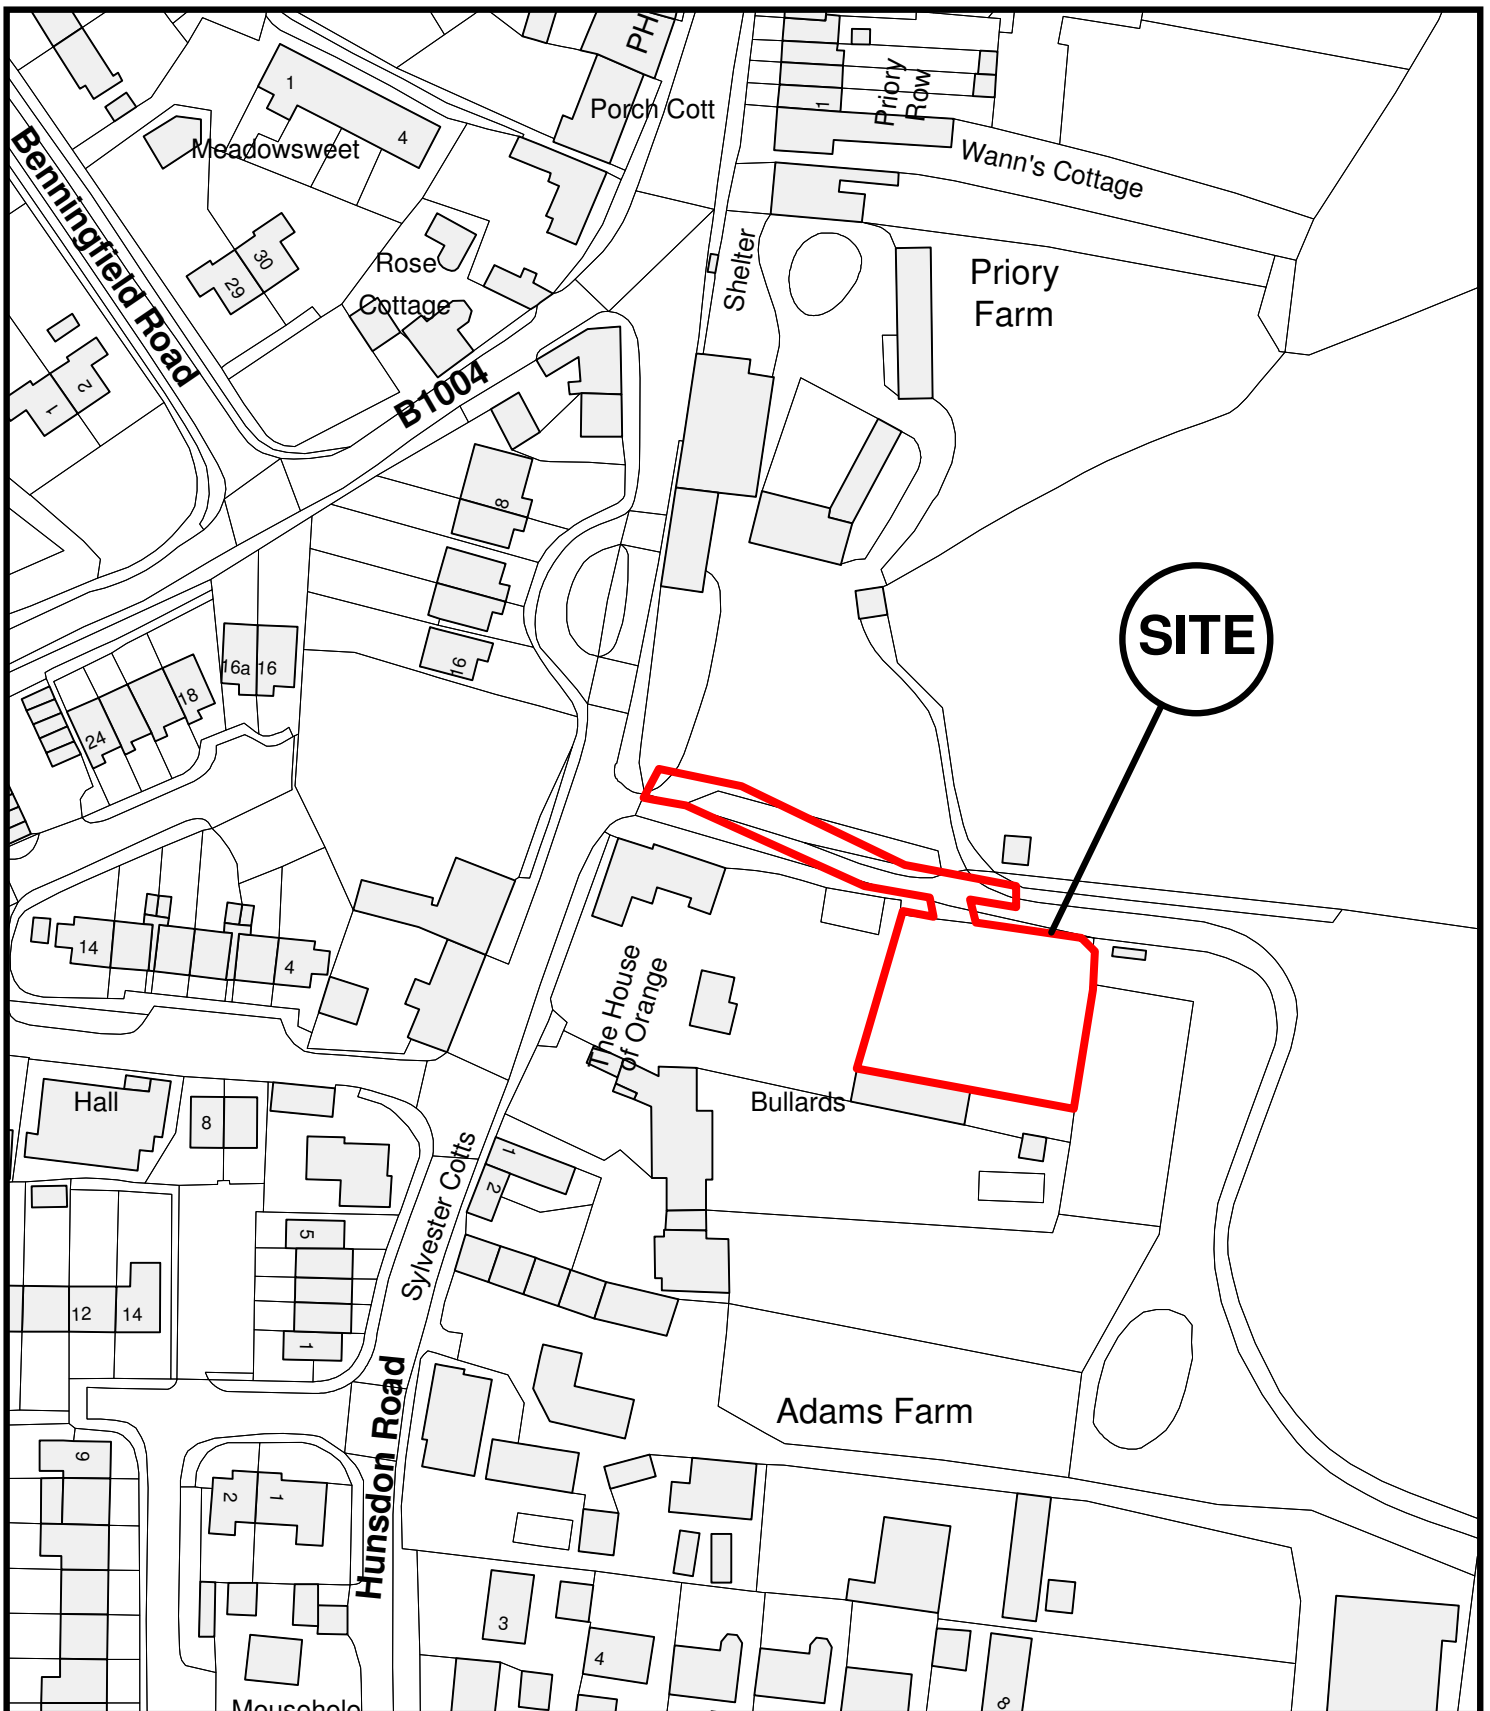 PH
1
Porch Cott
1
Priory
Row
4
Meadowsweet
Wann's Cottage
Benningfield Road
30
29
Rose
Cottage
Shelter
Priory
Farm
B1004
2
1
8
SITE
16a
16
16
18
24
14
4
The House
of Orange
Hall
8
Bullards
Sylvester Cotts
1
2
5
12
14
1
Hunsdon Road
Adams Farm
9
2
1
3
4
8